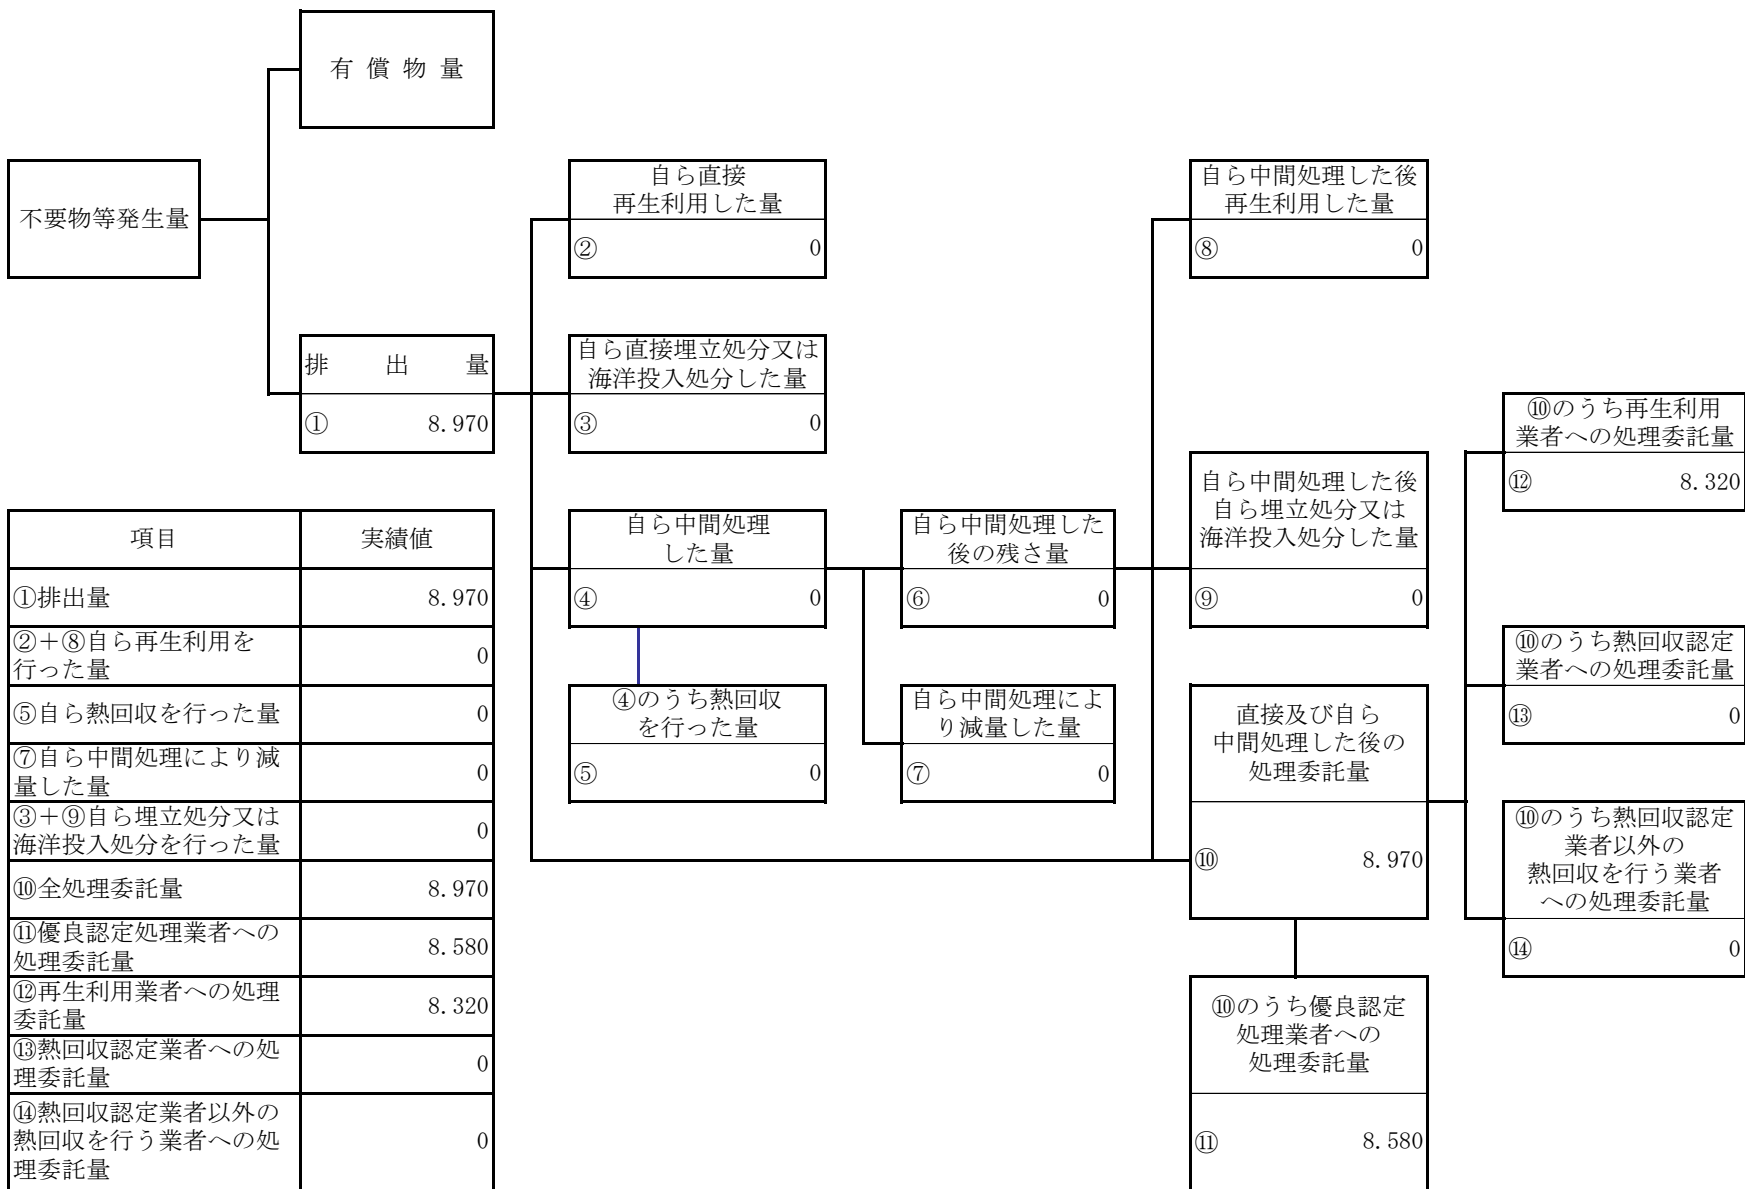 有 償 物 量
不要物等発生量
自ら直接
再生利用した量
② 0
自ら中間処理した後
再生利用した量
⑧ 0
排 出 量
① 8.970
自ら直接埋立処分又は
海洋投入処分した量
③ 0
⑩のうち再生利用
業者への処理委託量
⑫ 8.320
自ら中間処理した後
自ら埋立処分又は
海洋投入処分した量
⑨ 0
自ら中間処理
した量
④ 0
自ら中間処理した
後の残さ量
⑥ 0
⑩のうち熱回収認定
業者への処理委託量
⑬ 0
④のうち熱回収
を行った量
⑤ 0
自ら中間処理によ
り減量した量
⑦ 0
直接及び自ら
中間処理した後の
処理委託量
⑩ 8.970
⑩のうち熱回収認定
業者以外の
熱回収を行う業者
への処理委託量
⑭ 0
⑩のうち優良認定
処理業者への
処理委託量
⑪ 8.580
項目 実績値
①排出量 8.970
②+⑧自ら再生利用を
行った量 0
⑤自ら熱回収を行った量 0
⑦自ら中間処理により減
量した量 0
③+⑨自ら埋立処分又は
海洋投入処分を行った量 0
⑩全処理委託量 8.970
⑪優良認定処理業者への
処理委託量 8.580
⑫再生利用業者への処理
委託量 8.320
⑬熱回収認定業者への処
理委託量 0
⑭熱回収認定業者以外の
熱回収を行う業者への処 0
理委託量